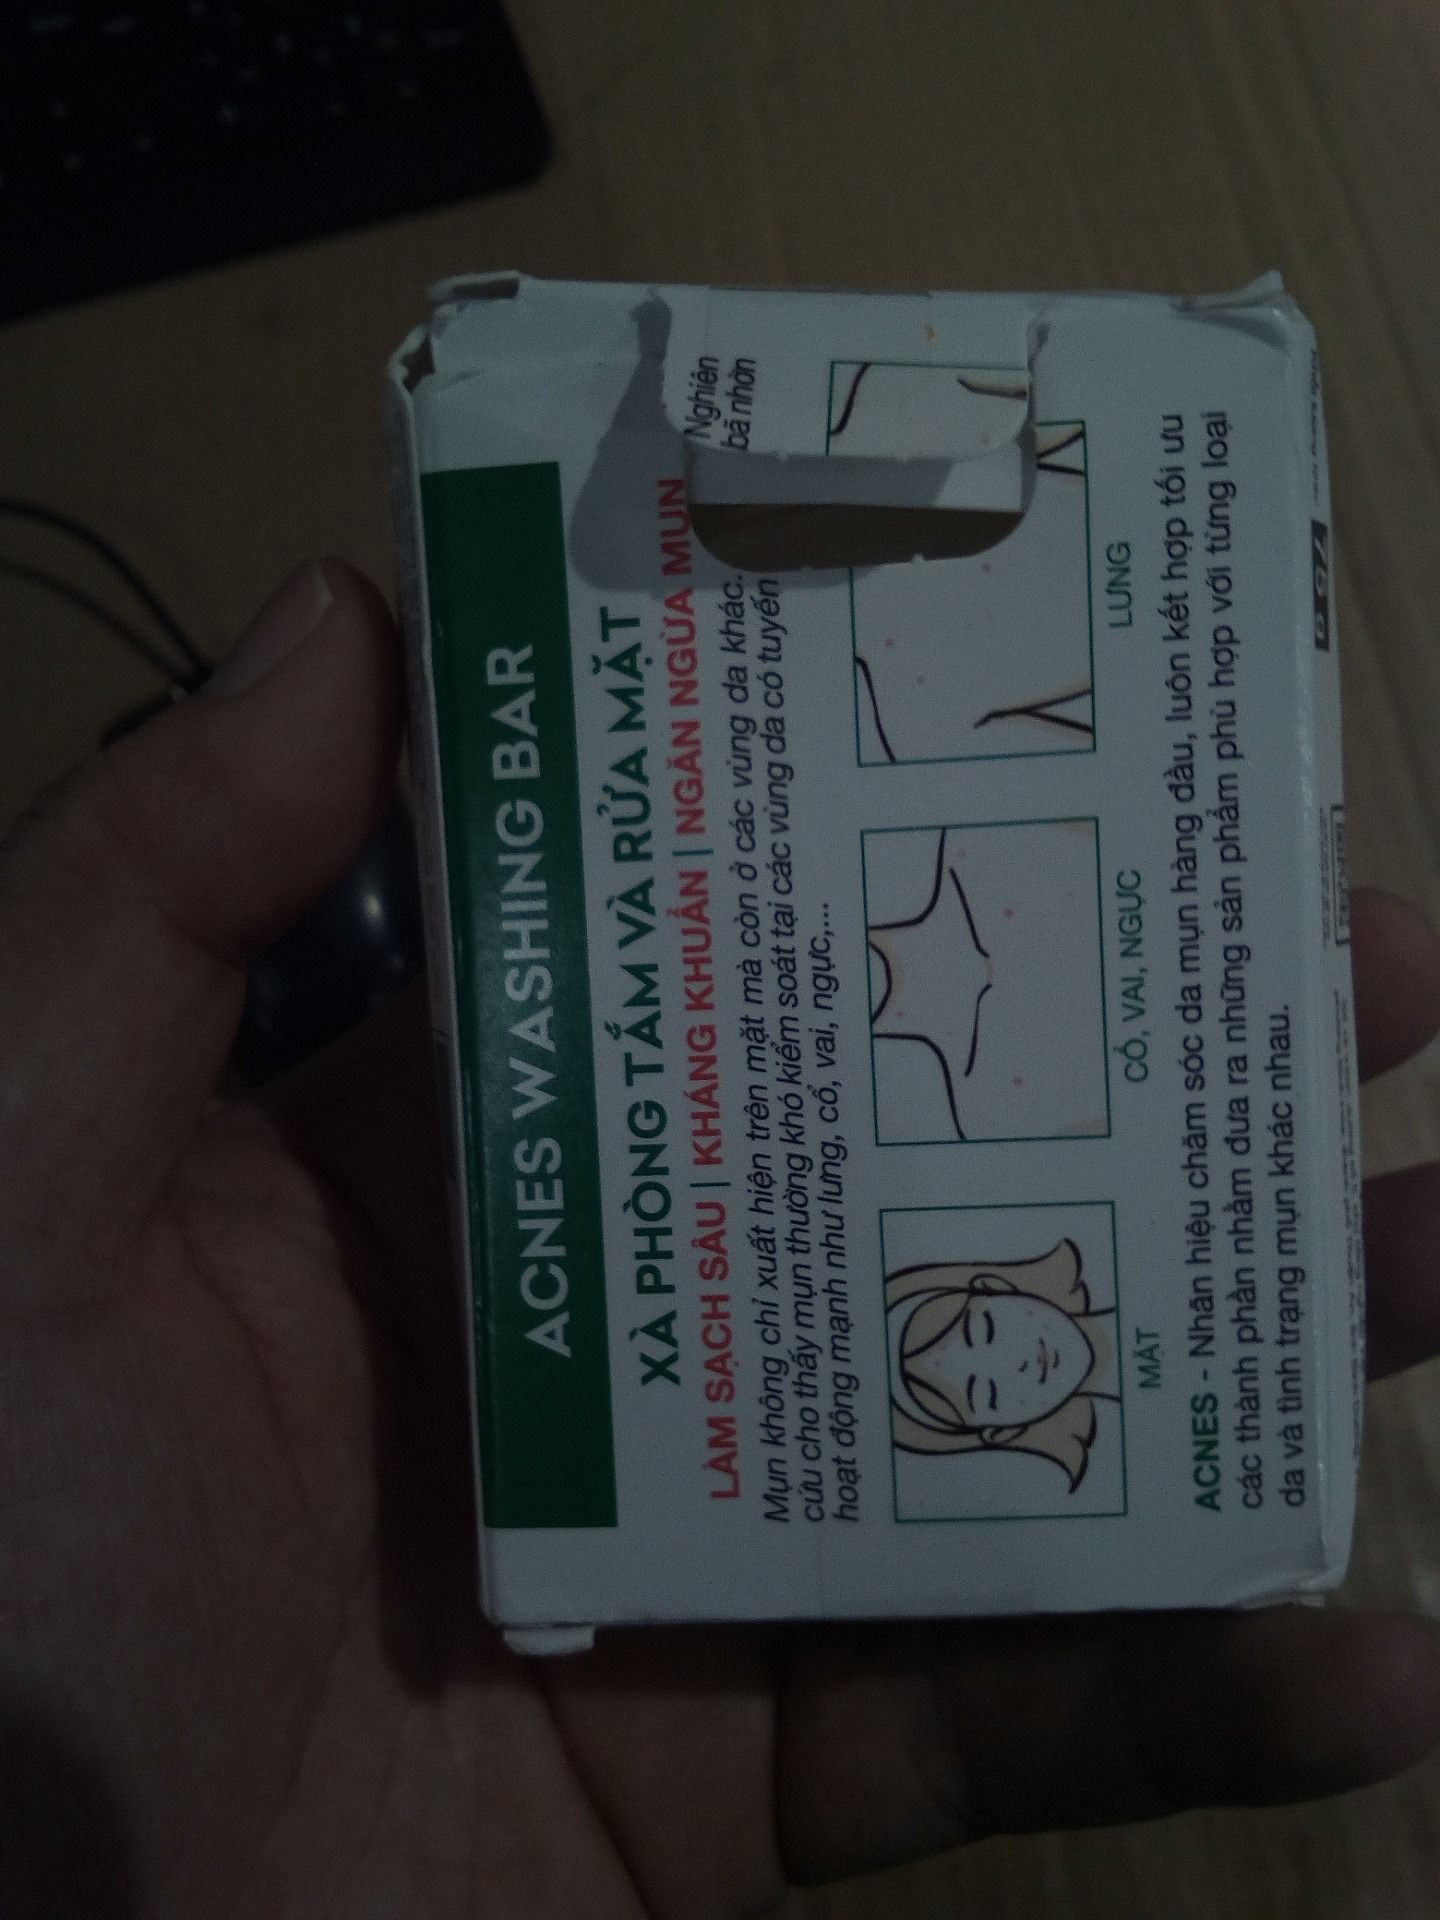 ACNES WASHING BAR
XÀ PHÒNG TẮM VÀ RỬA MẶT
LÀM SẠCH SÂU | KHÁNG KHUẨN | NGĂN NGỪA MỤN
Mụn không chỉ xuất hiện trên mặt mà còn ở các vùng da khác. Nghiên
cứu cho thấy mụn thường khó kiểm soát tại các vùng da có tuyến bã nhờn
hoạt động mạnh như lưng, cổ, vai, ngực,...
MẶT
CỔ, VAI, NGỰC
LƯNG
ACNES - Nhãn hiệu chăm sóc da mụn hàng đầu, luôn kết hợp tối ưu
các thành phần nhằm đưa ra những sản phẩm phù hợp với từng loại
da và tình trạng mụn khác nhau.